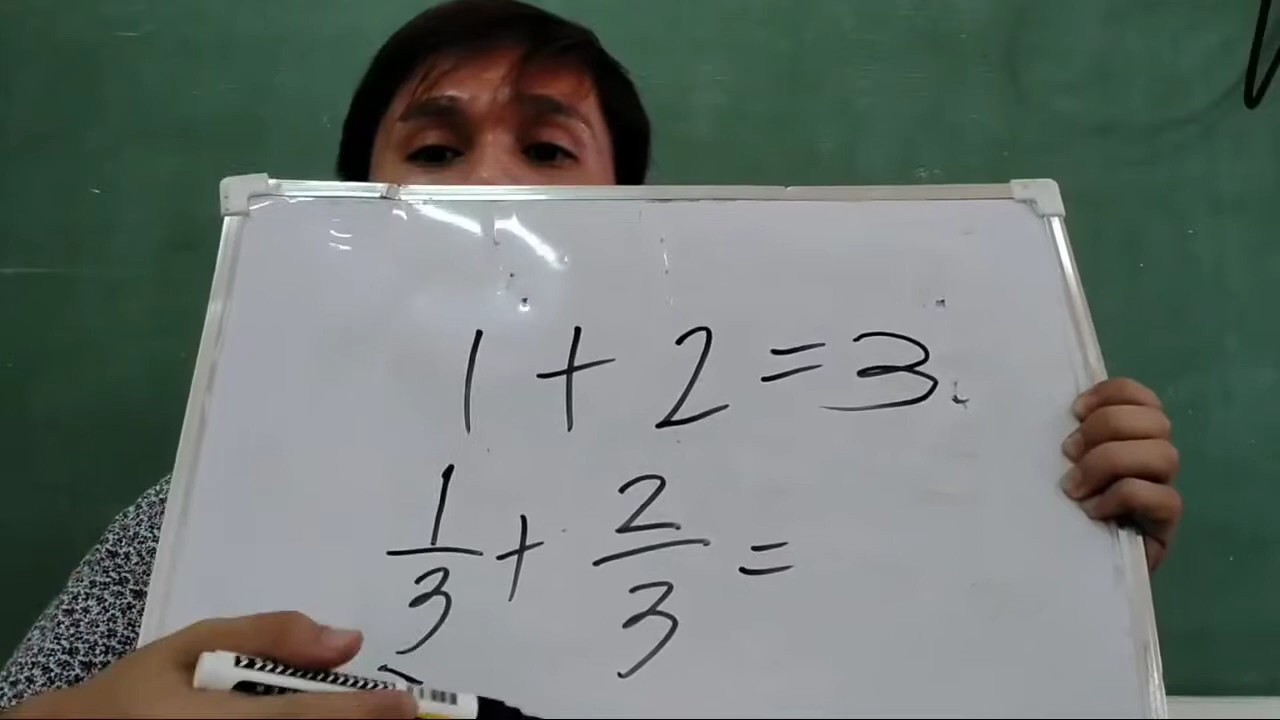 1 + 2 = 3
1/3 + 2/3 =